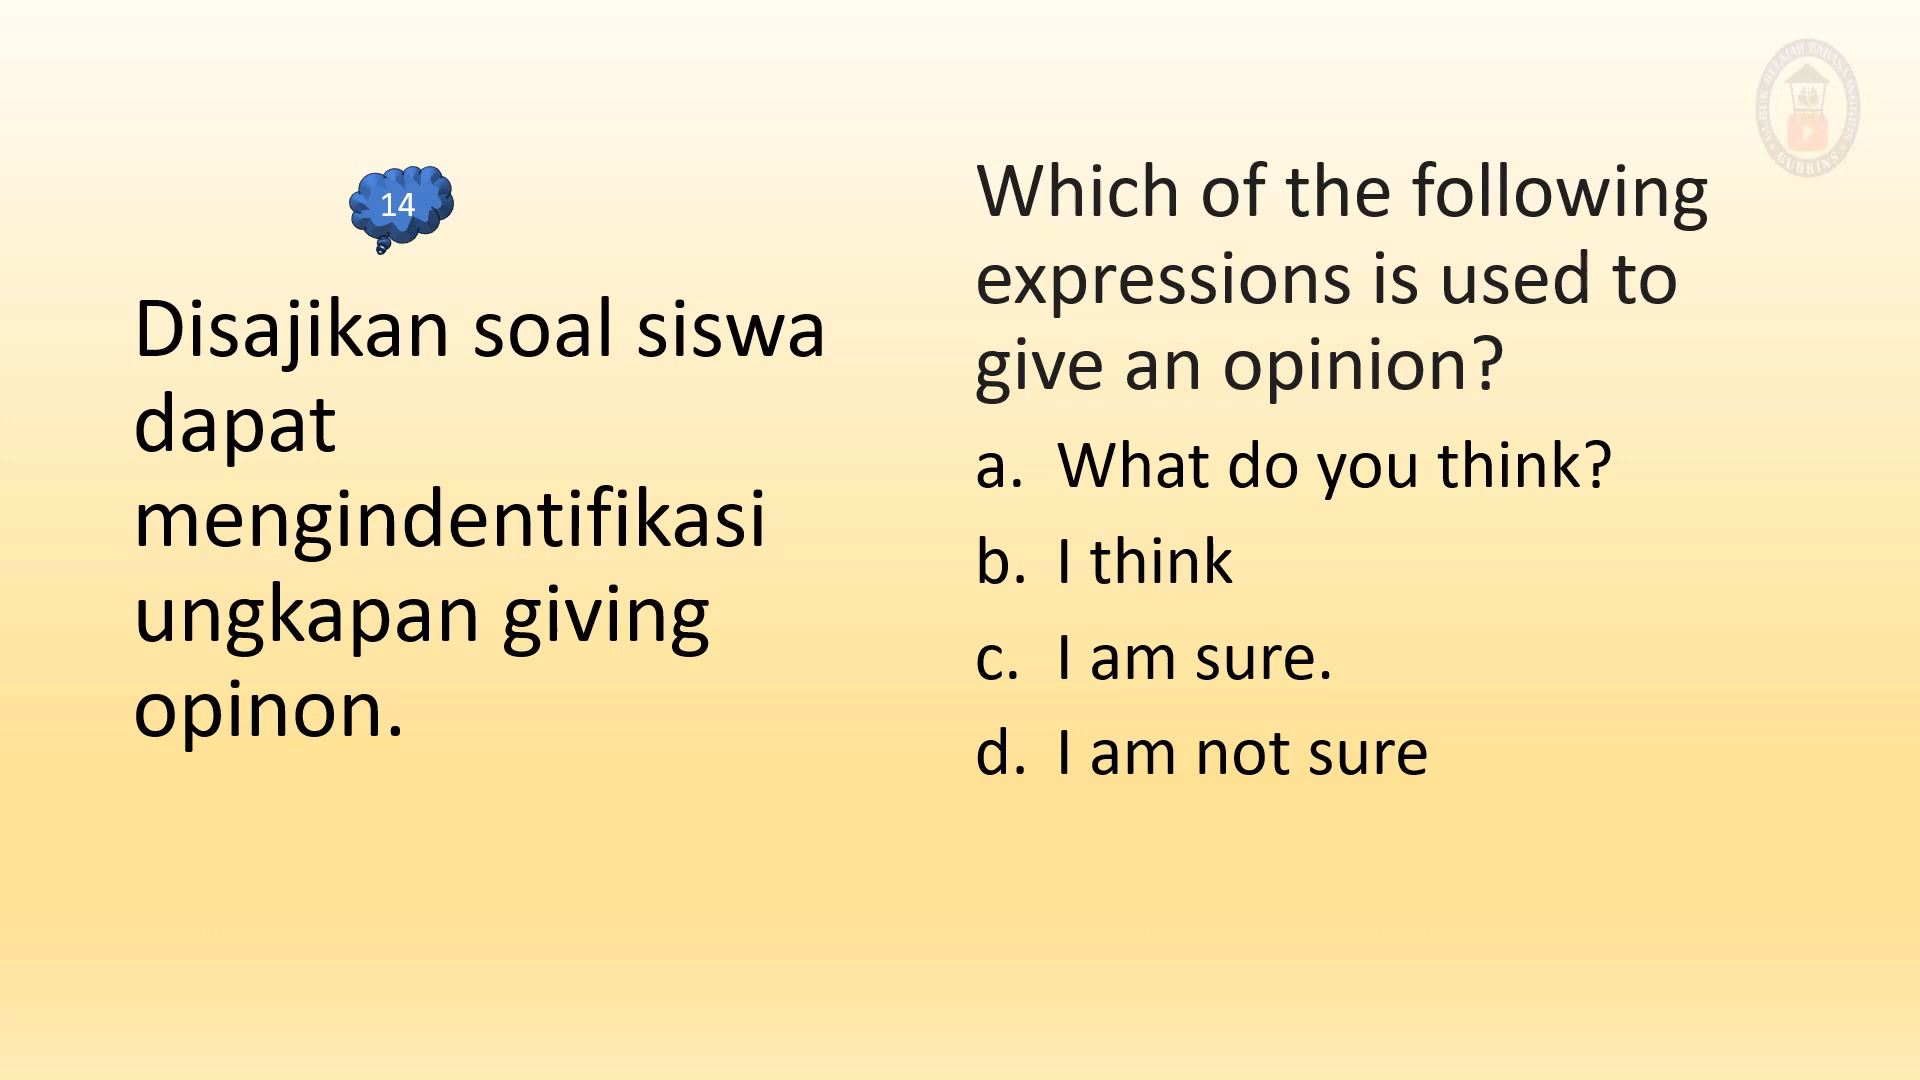 14
Disajikan soal siswa
dapat
mengindentifikasi
ungkapan giving
opinon.
Which of the following
expressions is used to
give an opinion?
a. What do you think?
b. I think
c. I am sure.
d. I am not sure
GUBBINS